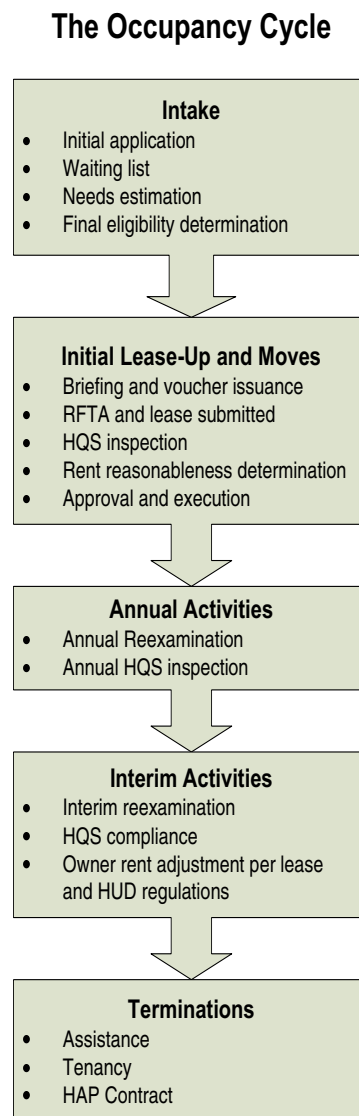 The Occupancy Cycle
Intake
• Initial application
• Waiting list
• Needs estimation
• Final eligibility determination
Initial Lease-Up and Moves
• Briefing and voucher issuance
• RFTA and lease submitted
• HQS inspection
• Rent reasonableness determination
• Approval and execution
Annual Activities
• Annual Reexamination
• Annual HQS inspection
Interim Activities
• Interim reexamination
• HQS compliance
• Owner rent adjustment per lease
and HUD regulations
Terminations
• Assistance
• Tenancy
• HAP Contract